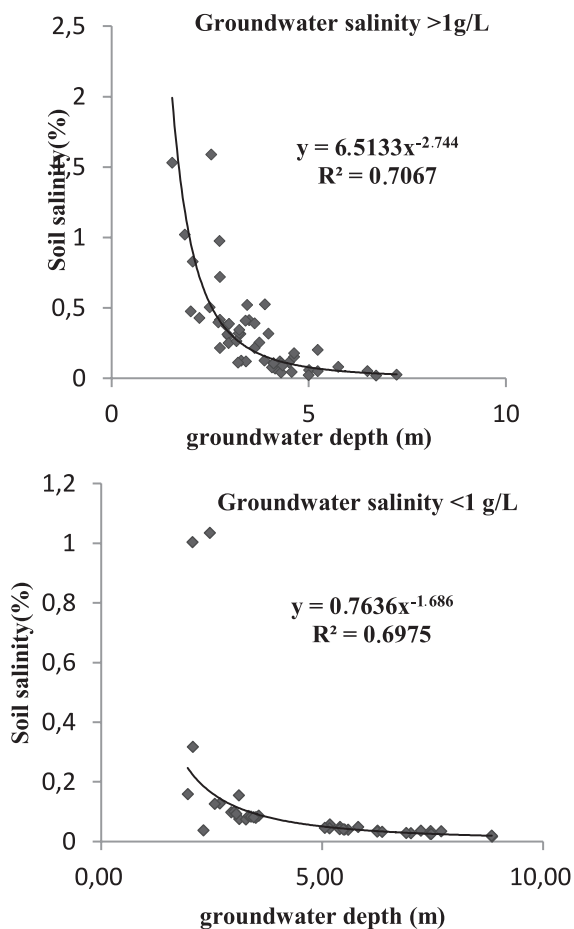 Groundwater salinity >1g/L
2,5
2
1,5
1
0,5
0
Soil salinity(%)
y = 6.5133x^-2.744
R² = 0.7067
0 5 10
groundwater depth (m)
Groundwater salinity <1 g/L
1,2
1
0,8
0,6
0,4
0,2
0
Soil salinity(%)
y = 0.7636x^-1.686
R² = 0.6975
0,00 5,00 10,00
groundwater depth (m)